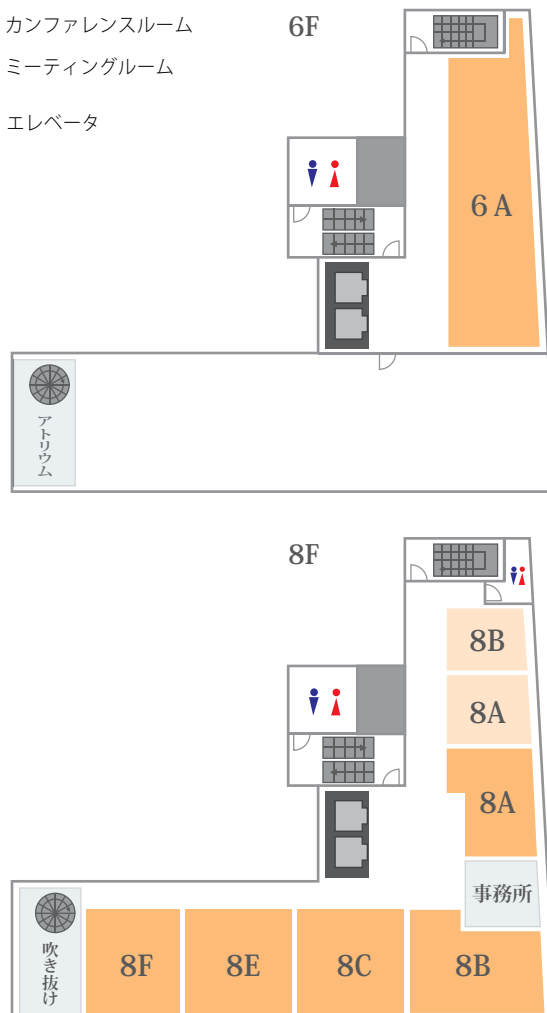 カンファレンスルーム
6F
ミーティングルーム
エレベータ
6 A
アトリウム
8F
8B
8A
8A
事務所
吹き抜け
8F
8E
8C
8B